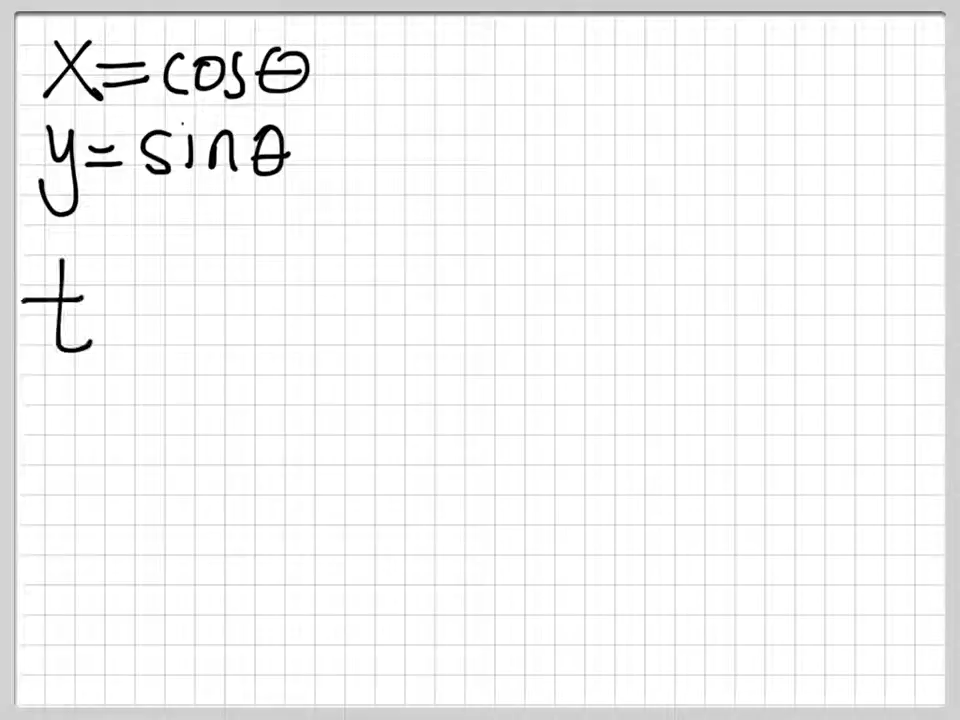 x=cosθ
y=sinθ
t